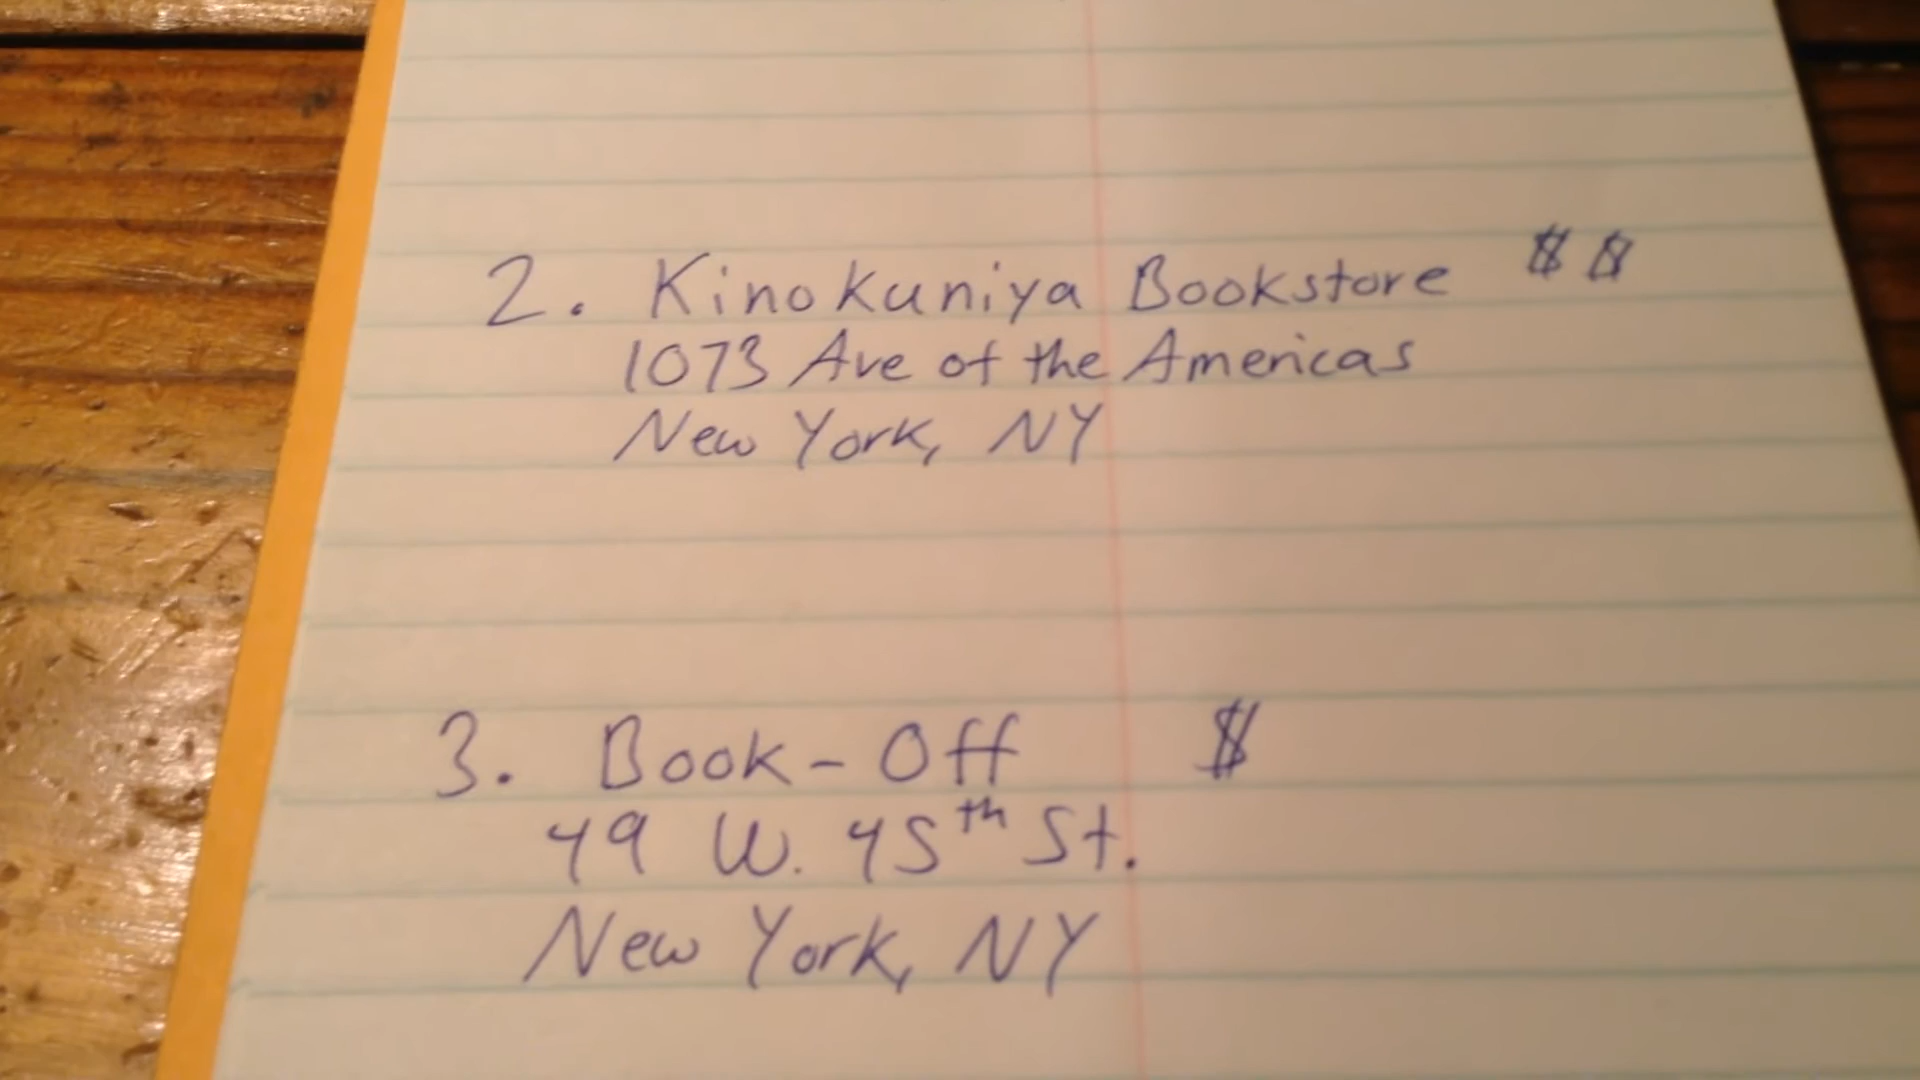 2. Kinokuniya Bookstore $$
1073 Ave of the Americas
New York, NY
3. Book-Off $
49 W. 45th St.
New York, NY